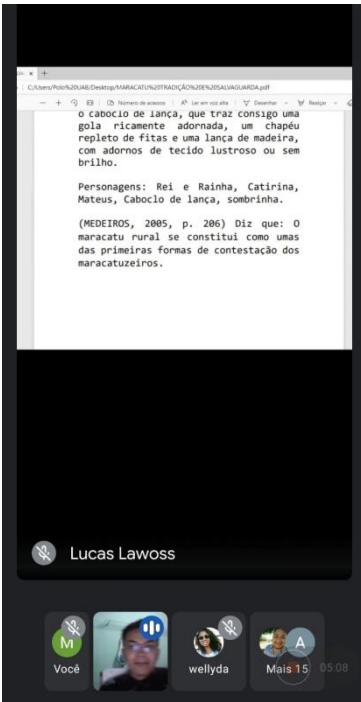 C:/Users/Polo%20UAB/Desktop/MARACATU%20TRADIÇÃO%20E%20SALVAGUARDA.pdf
Número de acessos
Ler em voz alta
Desenhar
Realçar
o caboclo de lança, que traz consigo uma
gola ricamente adornada, um chapéu
repleto de fitas e uma lança de madeira,
com adornos de tecido lustroso ou sem
brilho.
Personagens: Rei e Rainha, Catirina,
Mateus, Caboclo de lança, sombrinha.
(MEDEIROS, 2005, p. 206) Diz que: O
maracatu rural se constitui como umas
das primeiras formas de contestação dos
maracatuzeiros.
Lucas Lawoss
M
A
Você
wellyda
Mais 15
05:08